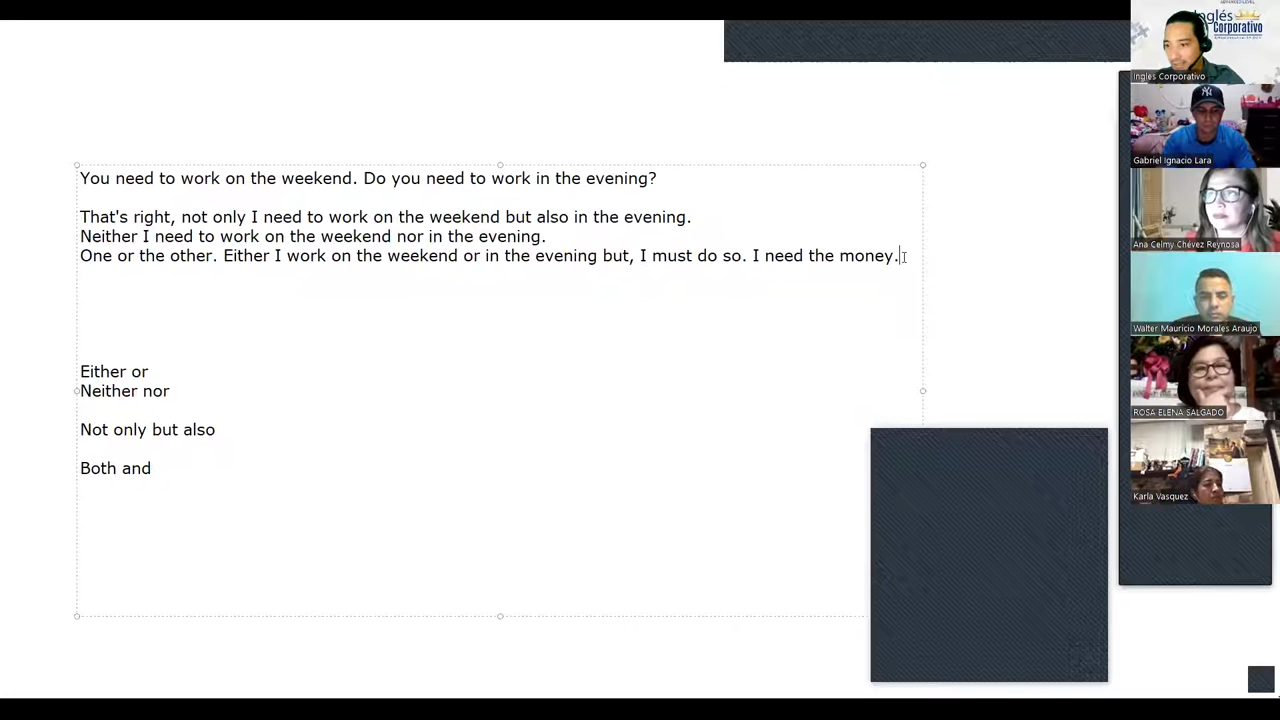 You need to work on the weekend. Do you need to work in the evening?
That's right, not only I need to work on the weekend but also in the evening.
Neither I need to work on the weekend nor in the evening.
One or the other. Either I work on the weekend or in the evening but, I must do so. I need the money.
Either or
Neither nor
Not only but also
Both and
Inglés
Corporativo
Ingles Corporativo
Gabriel Ignacio Lara
Ana Celmy Chévez Reynosa
Walter Mauricio Morales Araujo
ROSA ELENA SALGADO
Karla Vasquez